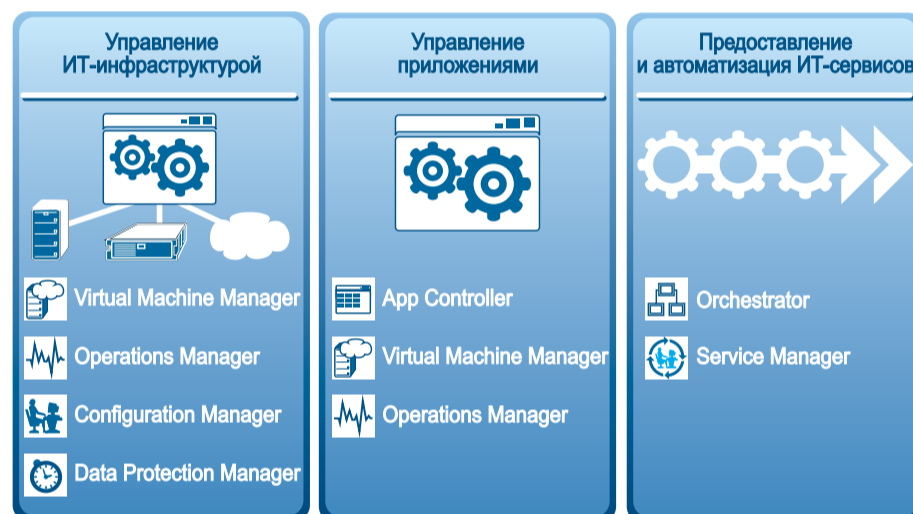 Управление
ИТ-инфраструктурой
Virtual Machine Manager
Operations Manager
Configuration Manager
Data Protection Manager
Управление
приложениями
App Controller
Virtual Machine Manager
Operations Manager
Предоставление
и автоматизация ИТ-сервисов
Orchestrator
Service Manager